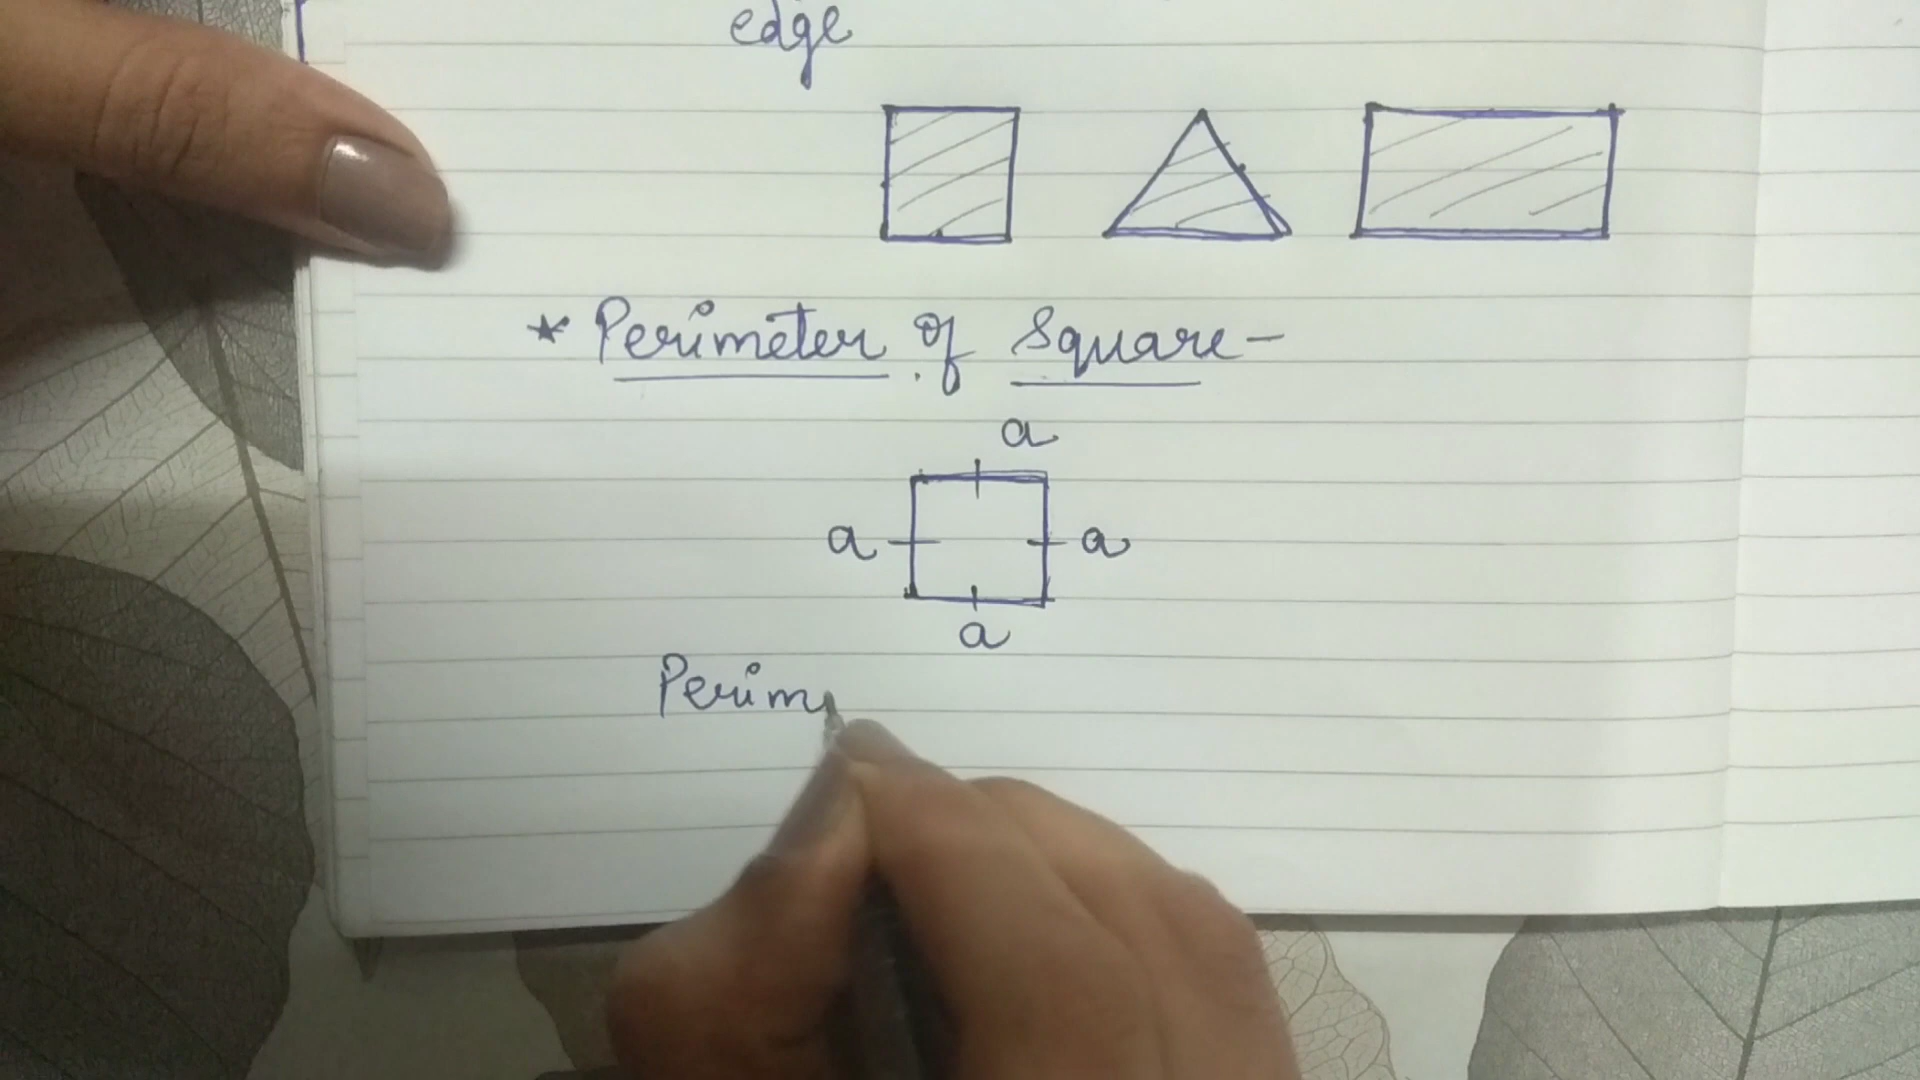 edge
* Perimeter of Square -
a
a a
a
Perim